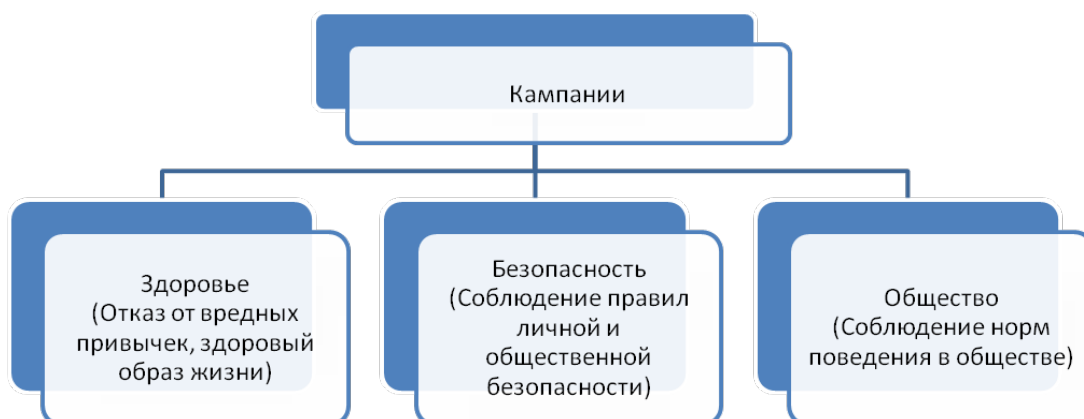 Кампании
Здоровье
(Отказ от вредных
привычек, здоровый
образ жизни)
Безопасность
(Соблюдение правил
личной и
общественной
безопасности)
Общество
(Соблюдение норм
поведения в обществе)